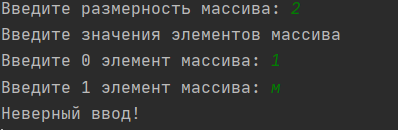 Введите размерность массива: 2
Введите значения элементов массива
Введите 0 элемент массива: 1
Введите 1 элемент массива: м
Неверный ввод!